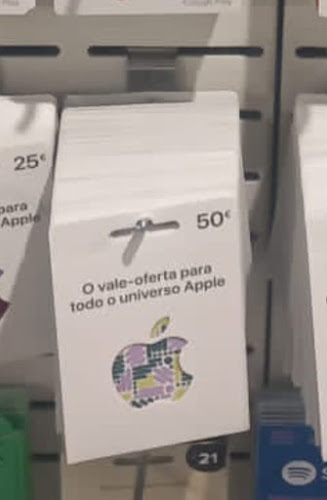 25€
para
Apple
50€
O vale-oferta para
todo o universo Apple
21